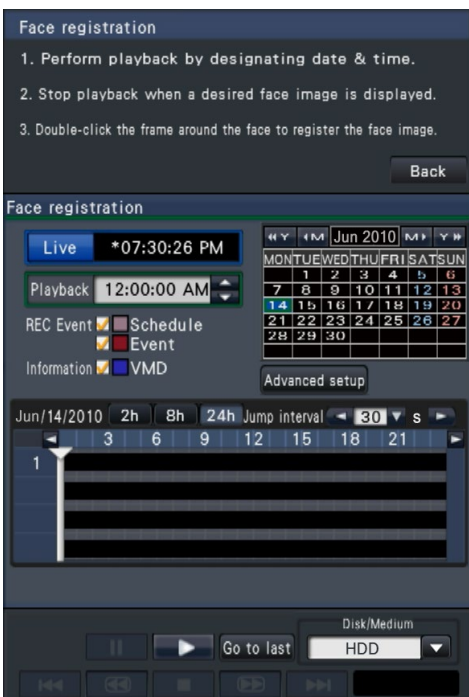 Face registration
1. Perform playback by designating date & time.
2. Stop playback when a desired face image is displayed.
3. Double-click the frame around the face to register the face image.
Back
Face registration
Live *07:30:26 PM
Y M Jun 2010 M Y
MON TUE WED THU FRI SAT SUN
1 2 3 4 5 6
7 8 9 10 11 12 13
14 15 16 17 18 19 20
21 22 23 24 25 26 27
28 29 30
Playback 12:00:00 AM
REC Event Schedule
Event
Information VMD
Advanced setup
Jun/14/2010 2h 8h 24h Jump interval 30 s
3 6 9 12 15 18 21
1
Go to last
Disk/Medium
HDD